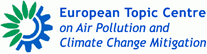 European Topic Centre
on Air Pollution and
Climate Change Mitigation